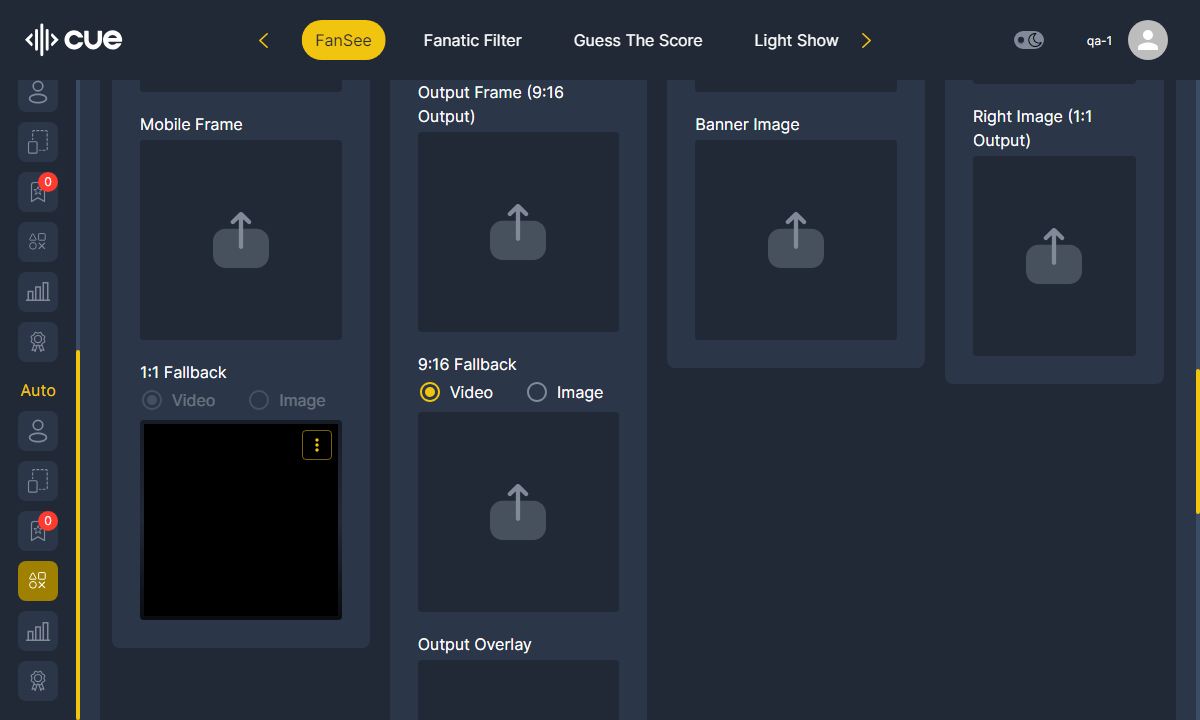 cue
FanSee
Fanatic Filter
Guess The Score
Light Show
qa-1
0
Auto
0
Mobile Frame
1:1 Fallback
Video
Image
Output Frame (9:16
Output)
9:16 Fallback
Video
Image
Output Overlay
Banner Image
Right Image (1:1
Output)